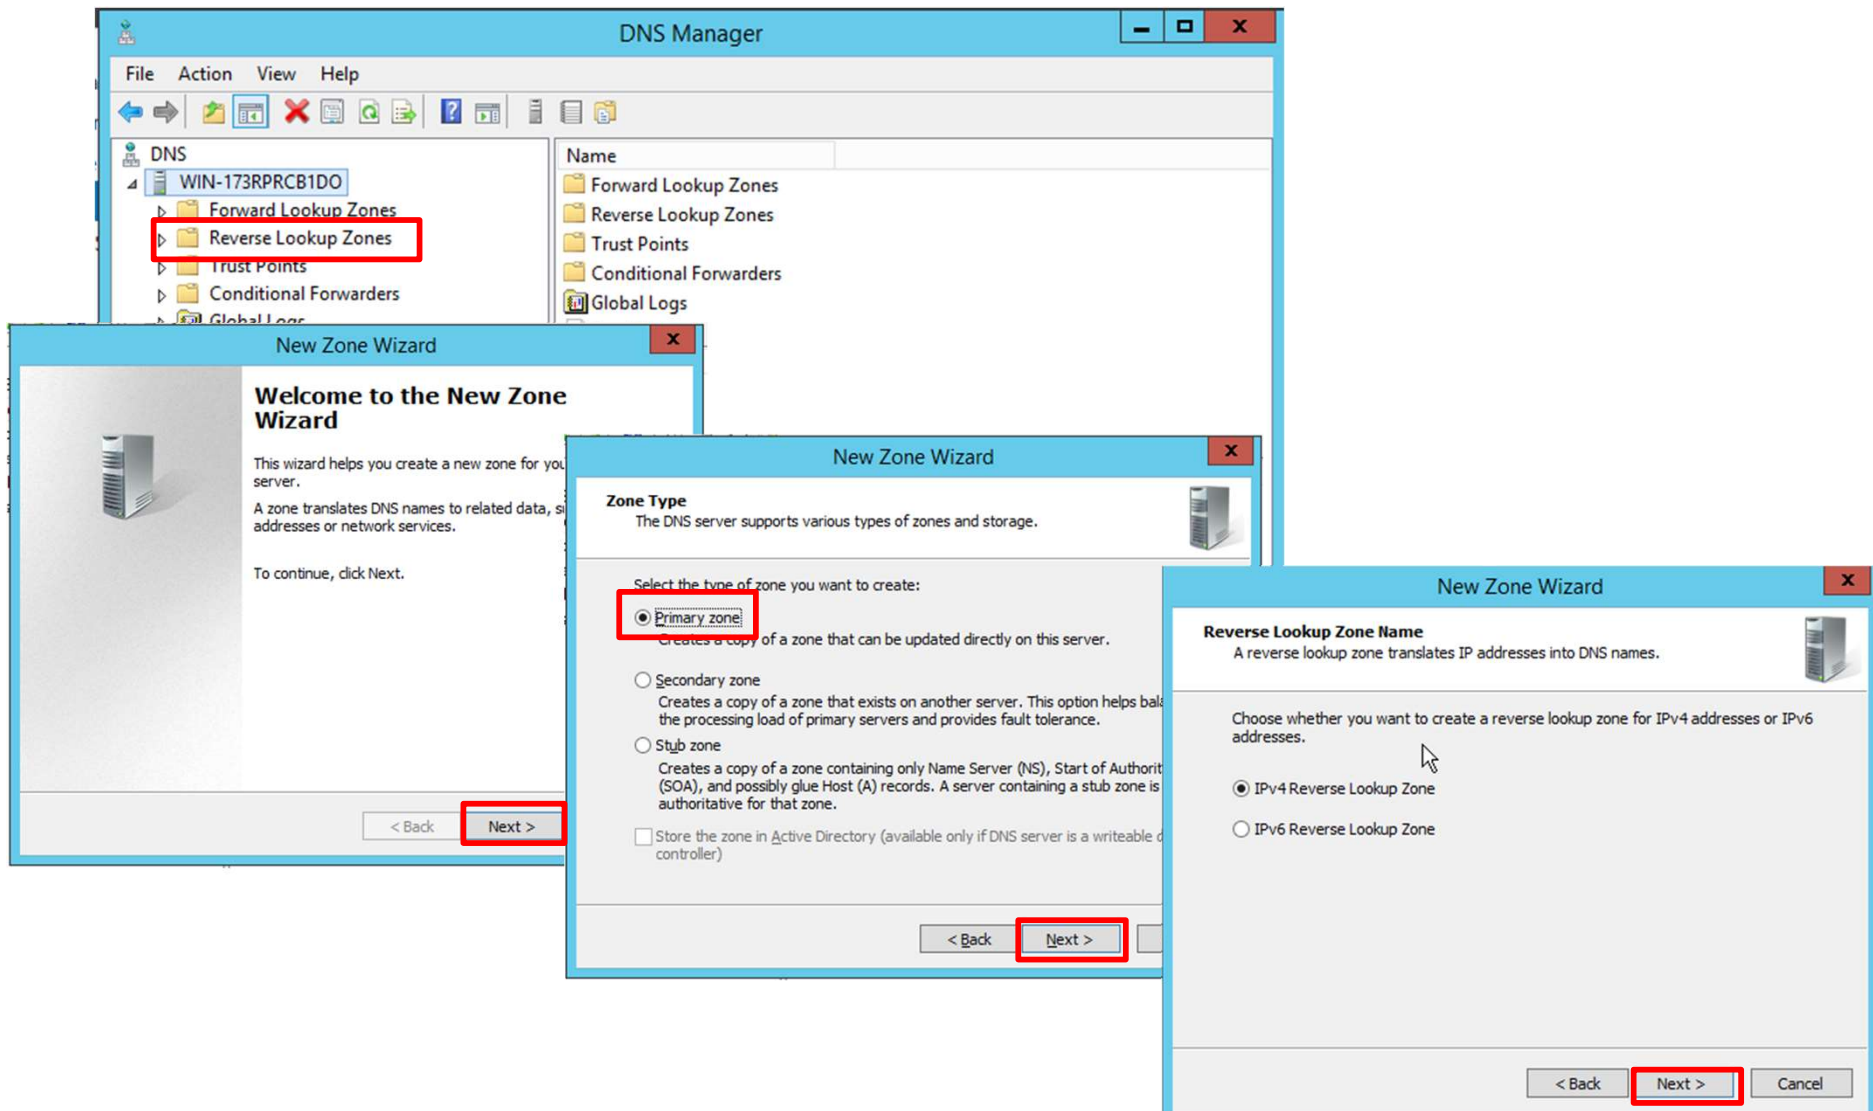 DNS Manager
File Action View Help
DNS
WIN-173RPRCB1DO
Forward Lookup Zones
Reverse Lookup Zones
Trust Points
Conditional Forwarders
Global Logs
Name
Forward Lookup Zones
Reverse Lookup Zones
Trust Points
Conditional Forwarders
Global Logs
New Zone Wizard
Welcome to the New Zone
Wizard
This wizard helps you create a new zone for
server.
A zone translates DNS names to related data,
addresses or network services.
To continue, click Next.
< Back Next >
New Zone Wizard
Zone Type
The DNS server supports various types of zones and storage.
Select the type of zone you want to create:
Primary zone
Creates a copy of a zone that can be updated directly on this server.
Secondary zone
Creates a copy of a zone that exists on another server. This option helps
the processing load of primary servers and provides fault tolerance.
Stub zone
Creates a copy of a zone containing only Name Server (NS), Start of
(SOA), and possibly glue Host (A) records. A server containing a stub zone is
authoritative for that zone.
Store the zone in Active Directory (available only if DNS server is a writeable
controller)
< Back Next >
New Zone Wizard
Reverse Lookup Zone Name
A reverse lookup zone translates IP addresses into DNS names.
Choose whether you want to create a reverse lookup zone for IPv4 addresses or IPv6
addresses.
IPv4 Reverse Lookup Zone
IPv6 Reverse Lookup Zone
< Back Next > Cancel